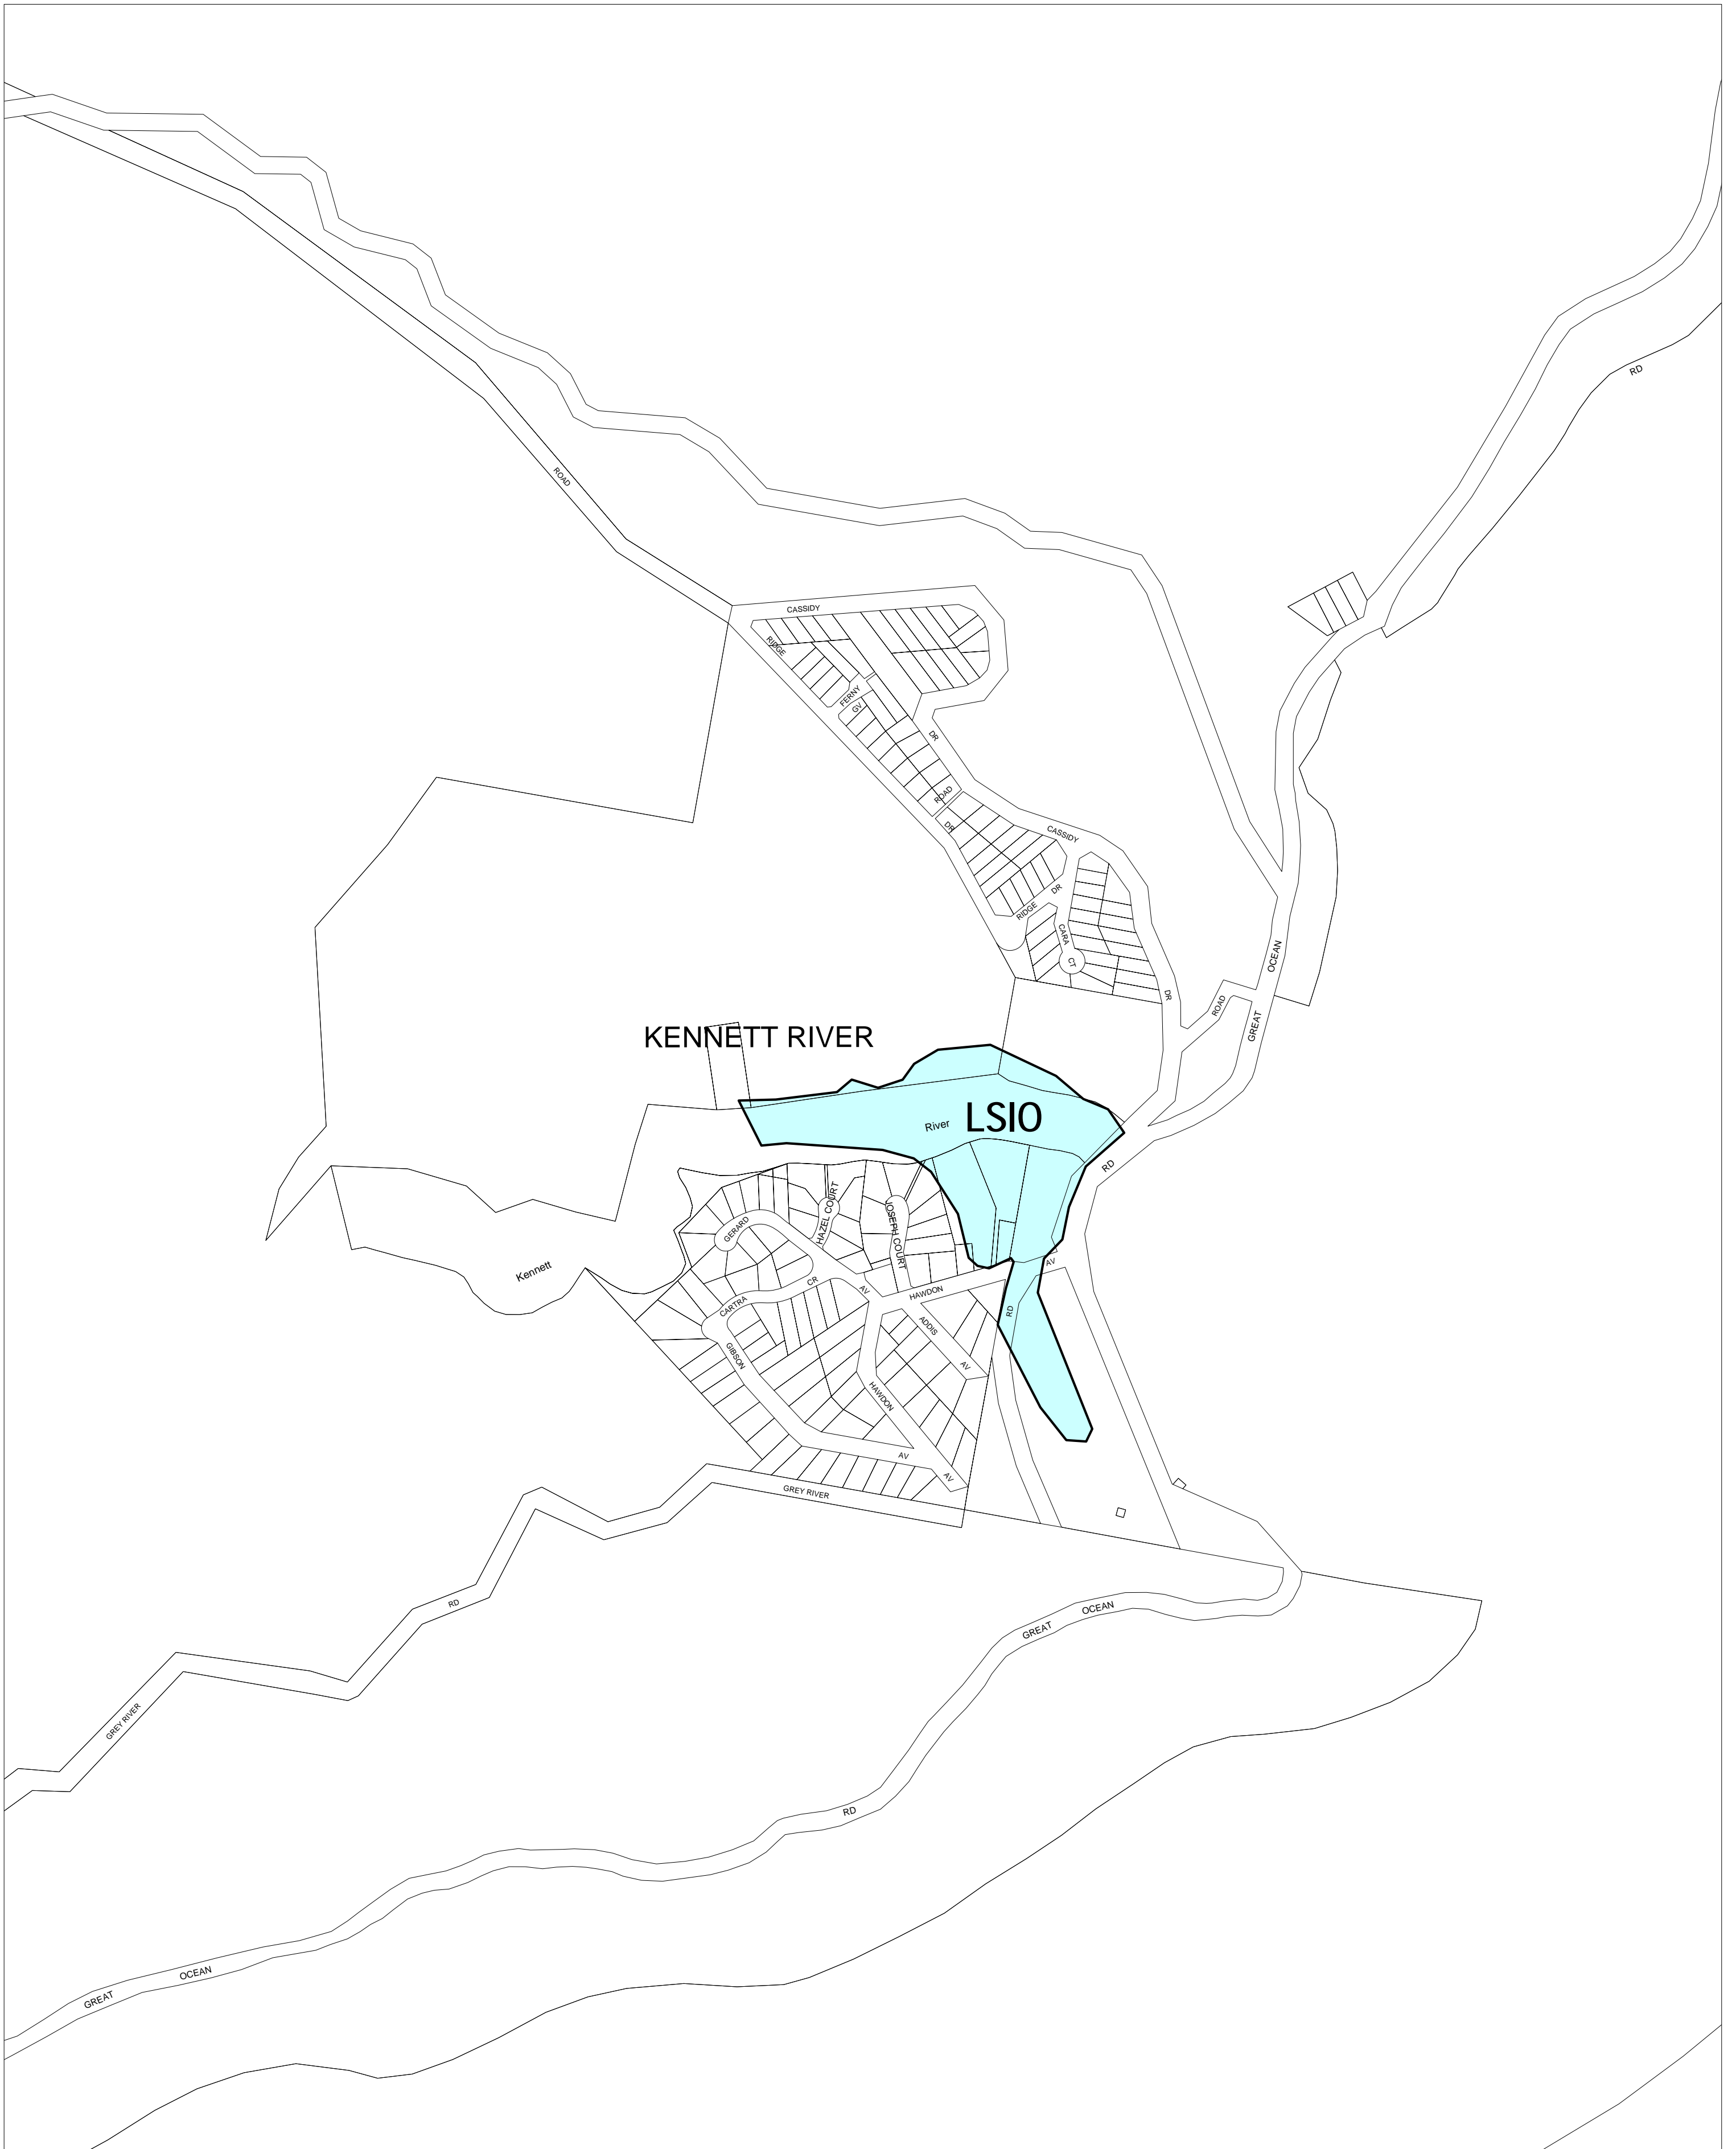 RD
ROAD
CASSIDY
RIDGE
FERNY
GV
DR
ROAD
DR
CASSIDY
DR
RIDGE
CARA
CT
OCEAN
DR
ROAD
GREAT
KENNETT RIVER
LSIO
River
RD
HAZEL COURT
JOSEPH COURT
GERARD
Kennett
AV
CR
AV
HAWDON
CARTRA
RD
ADDIS
GIBSON
AV
HAWDON
AV
AV
GREY RIVER
RD
OCEAN
GREAT
GREY RIVER
RD
OCEAN
GREAT